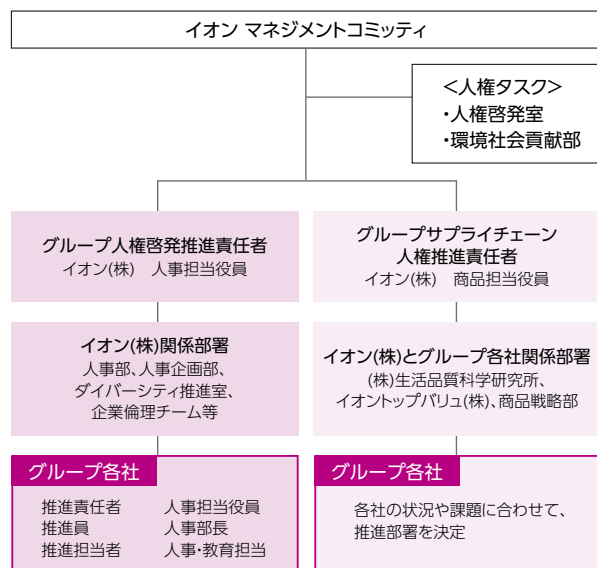 イオン マネジメントコミッティ
＜人権タスク＞
・人権啓発室
・環境社会貢献部
グループ人権啓発推進責任者
イオン(株)　人事担当役員
グループサプライチェーン
人権推進責任者
イオン(株)　商品担当役員
イオン(株)関係部署
人事部、人事企画部、
ダイバーシティ推進室、
企業倫理チーム等
イオン(株)とグループ各社関係部署
(株)生活品質科学研究所、
イオントップバリュ(株)、商品戦略部
グループ各社
推進責任者　人事担当役員
推進員　人事部長
推進担当者　人事・教育担当
グループ各社
各社の状況や課題に合わせて、
推進部署を決定